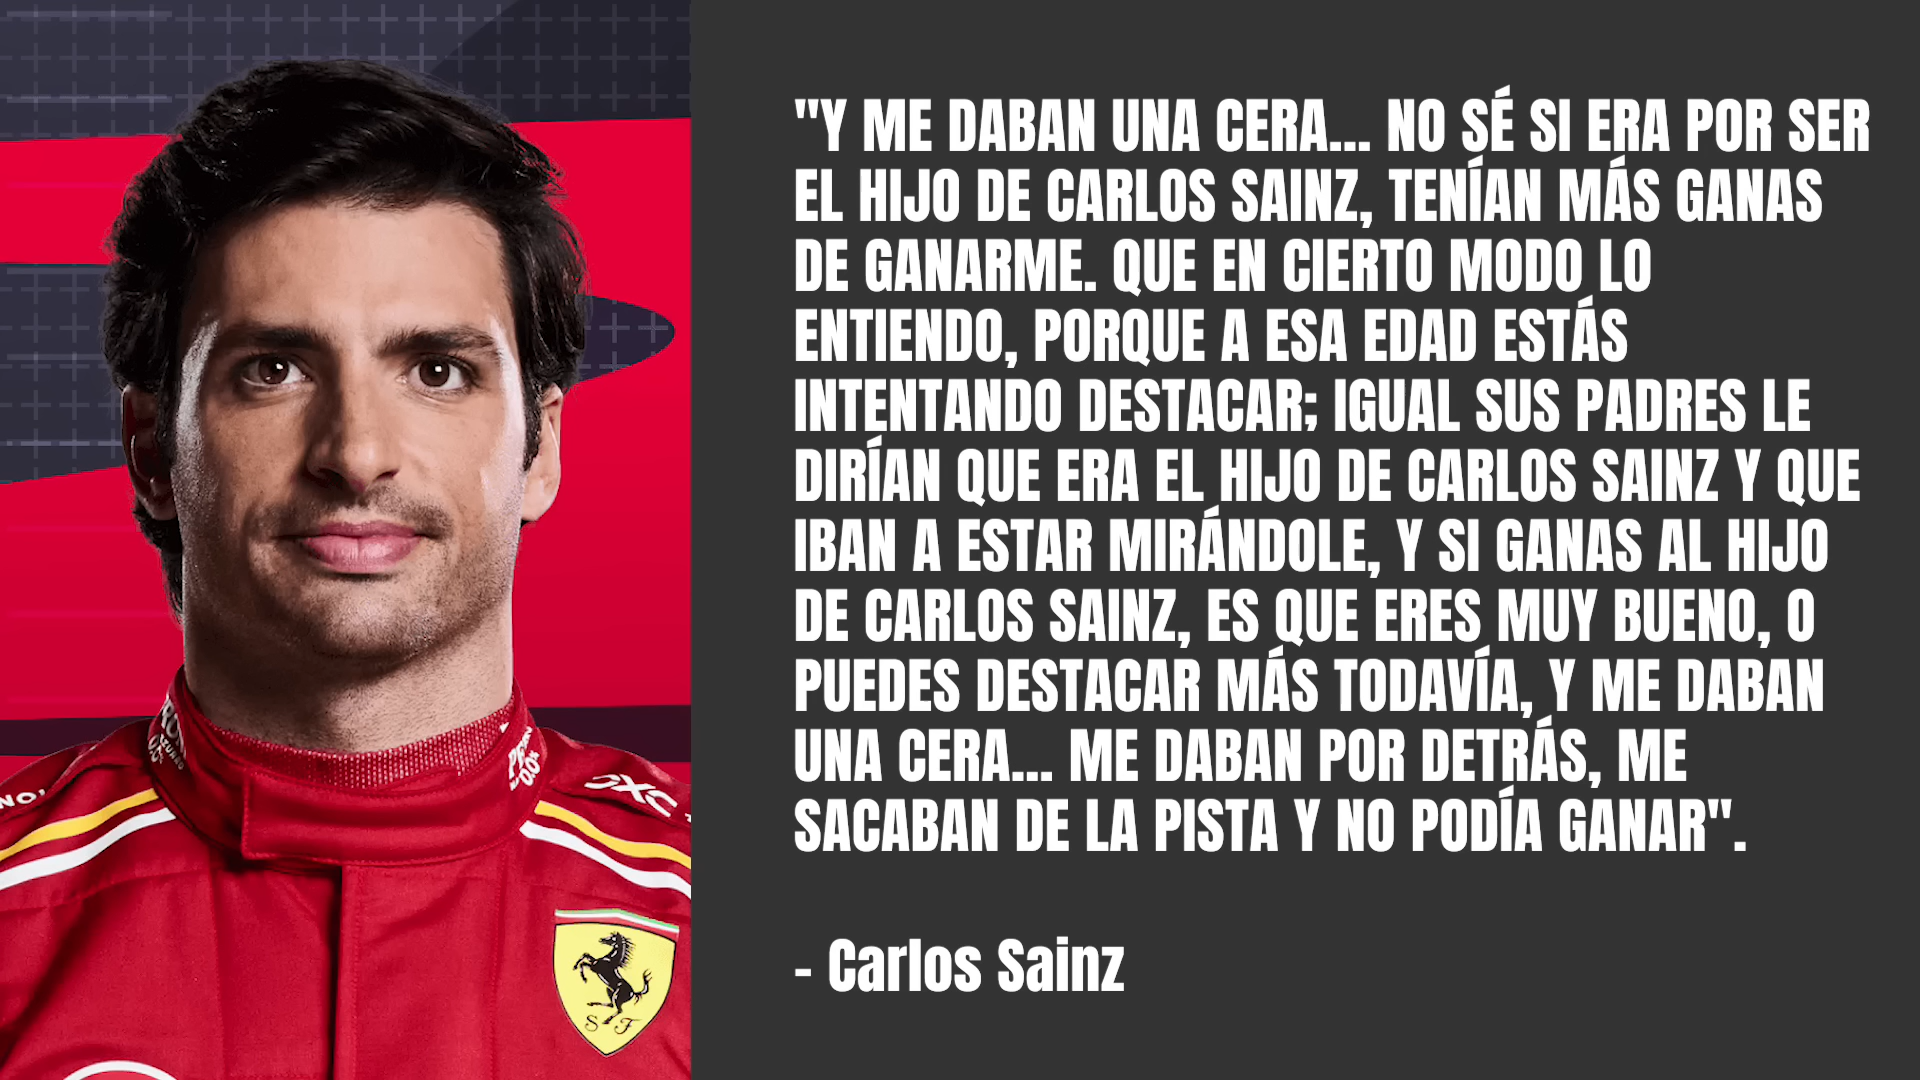 "Y ME DABAN UNA CERA... NO SÉ SI ERA POR SER
EL HIJO DE CARLOS SAINZ, TENÍAN MÁS GANAS
DE GANARME. QUE EN CIERTO MODO LO
ENTIENDO, PORQUE A ESA EDAD ESTÁS
INTENTANDO DESTACAR; IGUAL SUS PADRES LE
DIRÍAN QUE ERA EL HIJO DE CARLOS SAINZ Y QUE
IBAN A ESTAR MIRÁNDOLE, Y SI GANAS AL HIJO
DE CARLOS SAINZ, ES QUE ERES MUY BUENO, O
PUEDES DESTACAR MÁS TODAVÍA, Y ME DABAN
UNA CERA... ME DABAN POR DETRÁS, ME
SACABAN DE LA PISTA Y NO PODÍA GANAR".
- Carlos Sainz
S F